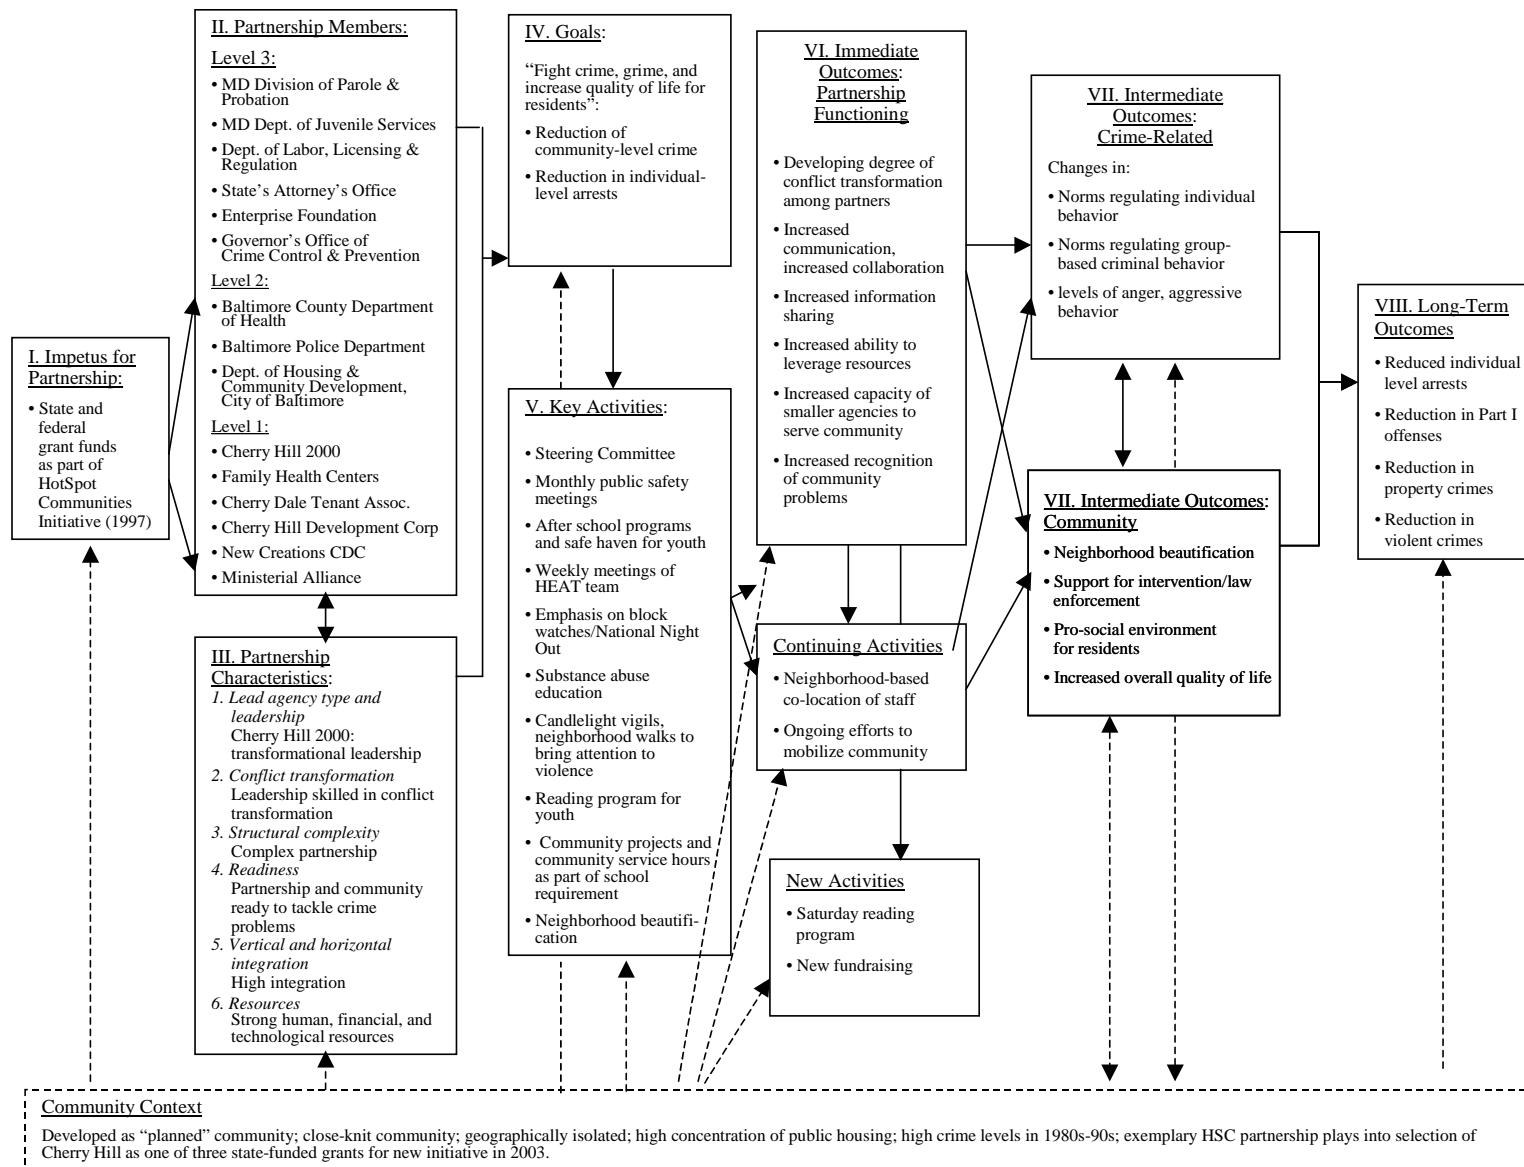 I. Impetus for
Partnership:
• State and
federal
grant funds
as part of
HotSpot
Communities
Initiative (1997)
II. Partnership Members:
Level 3:
• MD Division of Parole &
Probation
• MD Dept. of Juvenile Services
• Dept. of Labor, Licensing &
Regulation
• State’s Attorney’s Office
• Enterprise Foundation
• Governor’s Office of
Crime Control & Prevention
Level 2:
• Baltimore County Department
of Health
• Baltimore Police Department
• Dept. of Housing &
Community Development,
City of Baltimore
Level 1:
• Cherry Hill 2000
• Family Health Centers
• Cherry Dale Tenant Assoc.
• Cherry Hill Development Corp
• New Creations CDC
• Ministerial Alliance
III. Partnership
Characteristics:
1. Lead agency type and
leadership
Cherry Hill 2000:
transformational leadership
2. Conflict transformation
Leadership skilled in conflict
transformation
3. Structural complexity
Complex partnership
4. Readiness
Partnership and community
ready to tackle crime
problems
5. Vertical and horizontal
integration
High integration
6. Resources
Strong human, financial, and
technological resources
IV. Goals:
“Fight crime, grime, and
increase quality of life for
residents”:
• Reduction of
community-level crime
• Reduction in individual-
level arrests
V. Key Activities:
• Steering Committee
• Monthly public safety
meetings
• After school programs
and safe haven for youth
• Weekly meetings of
HEAT team
• Emphasis on block
watches/National Night
Out
• Substance abuse
education
• Candlelight vigils,
neighborhood walks to
bring attention to
violence
• Reading program for
youth
• Community projects and
community service hours
as part of school
requirement
• Neighborhood beautifi-
cation
VI. Immediate
Outcomes:
Partnership
Functioning
• Developing degree of
conflict transformation
among partners
• Increased
communication,
increased collaboration
• Increased information
sharing
• Increased ability to
leverage resources
• Increased capacity of
smaller agencies to
serve community
• Increased recognition
of community
problems
Continuing Activities
• Neighborhood-based
co-location of staff
• Ongoing efforts to
mobilize community
New Activities
• Saturday reading
program
• New fundraising
VII. Intermediate
Outcomes:
Crime-Related
Changes in:
• Norms regulating individual
behavior
• Norms regulating group-
based criminal behavior
• levels of anger, aggressive
behavior
VII. Intermediate Outcomes:
Community
• Neighborhood beautification
• Support for intervention/law
enforcement
• Pro-social environment
for residents
• Increased overall quality of life
VIII. Long-Term
Outcomes
• Reduced individual
level arrests
• Reduction in Part I
offenses
• Reduction in
property crimes
• Reduction in
violent crimes
Community Context
Developed as “planned” community; close-knit community; geographically isolated; high concentration of public housing; high crime levels in 1980s-90s; exemplary HSC partnership plays into selection of
Cherry Hill as one of three state-funded grants for new initiative in 2003.